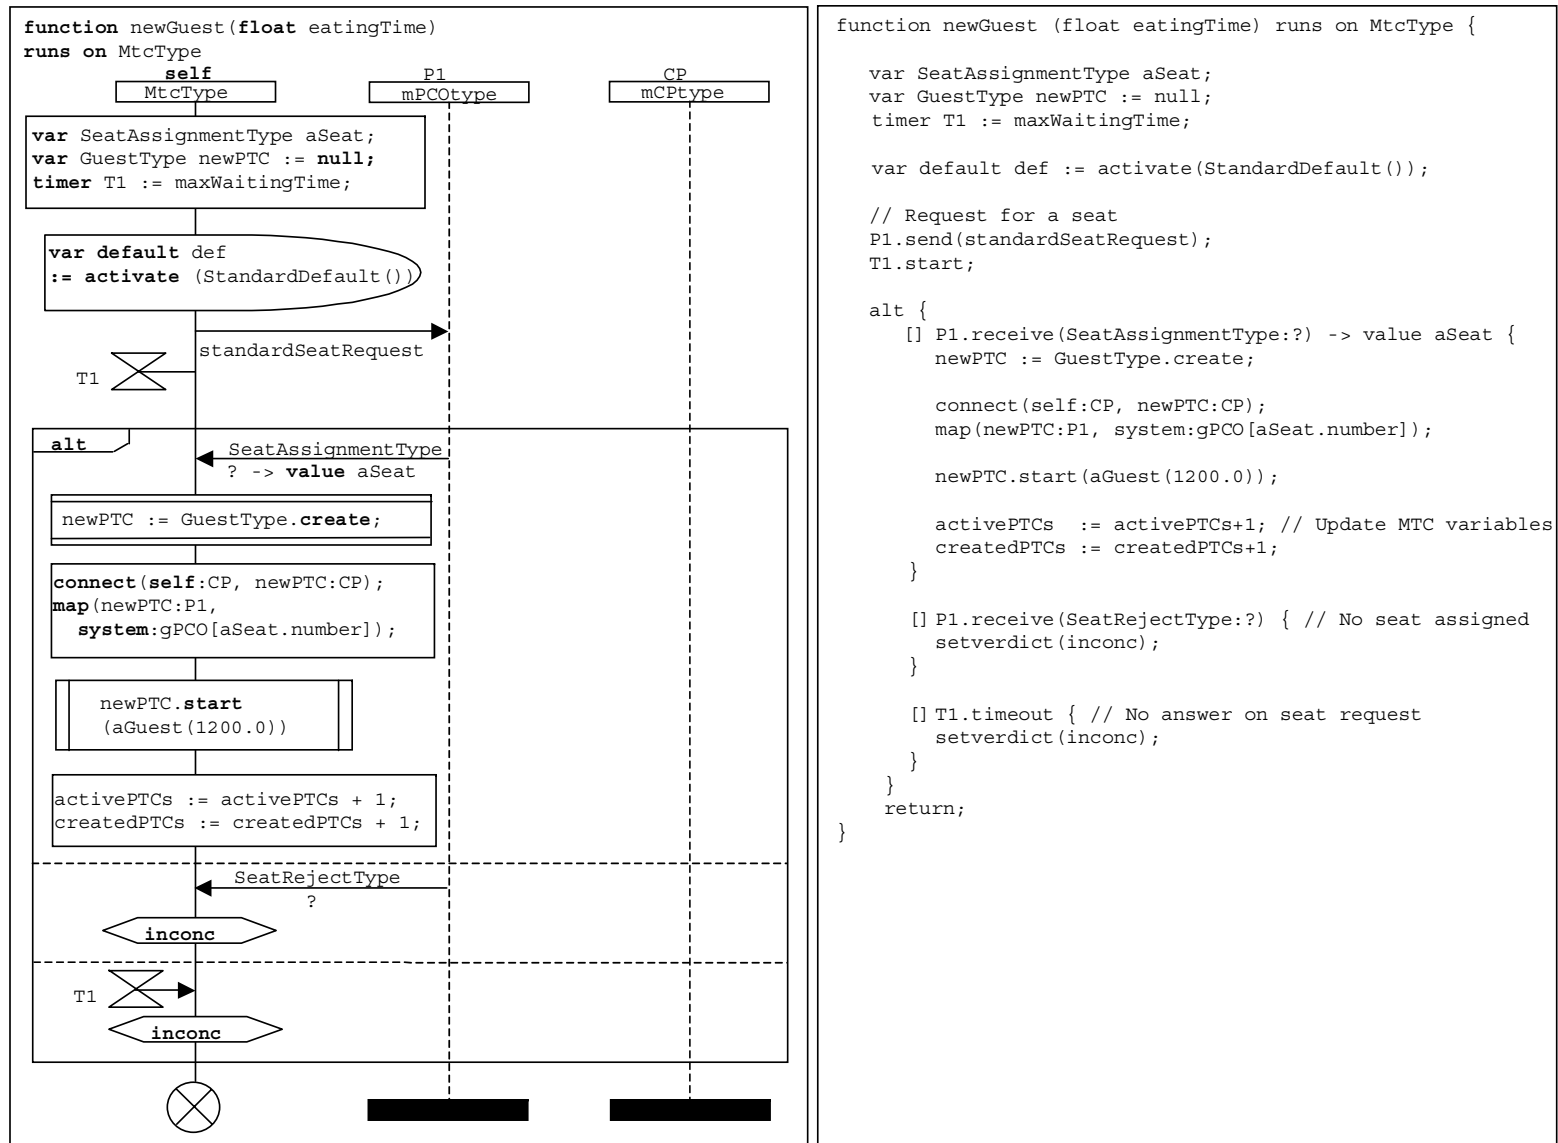 function newGuest(float eatingTime)
runs on MtcType
self
MtcType
P1
mPCOtype
CP
mCPtype
var SeatAssignmentType aSeat;
var GuestType newPTC := null;
timer T1 := maxWaitingTime;
var default def
:= activate (StandardDefault())
standardSeatRequest
T1
alt
SeatAssignmentType
? -> value aSeat
newPTC := GuestType.create;
connect(self:CP, newPTC:CP);
map(newPTC:P1,
system:gPCO[aSeat.number]);
newPTC.start
(aGuest(1200.0))
activePTCs := activePTCs + 1;
createdPTCs := createdPTCs + 1;
SeatRejectType
?
inconc
T1
inconc
function newGuest (float eatingTime) runs on MtcType {
var SeatAssignmentType aSeat;
var GuestType newPTC := null;
timer T1 := maxWaitingTime;
var default def := activate(StandardDefault());
// Request for a seat
P1.send(standardSeatRequest);
T1.start;
alt {
[] P1.receive(SeatAssignmentType:?) -> value aSeat {
newPTC := GuestType.create;
connect(self:CP, newPTC:CP);
map(newPTC:P1, system:gPCO[aSeat.number]);
newPTC.start(aGuest(1200.0));
activePTCs := activePTCs+1; // Update MTC variables
createdPTCs := createdPTCs+1;
}
[] P1.receive(SeatRejectType:?) { // No seat assigned
setverdict(inconc);
}
[] T1.timeout { // No answer on seat request
setverdict(inconc);
}
}
return;
}